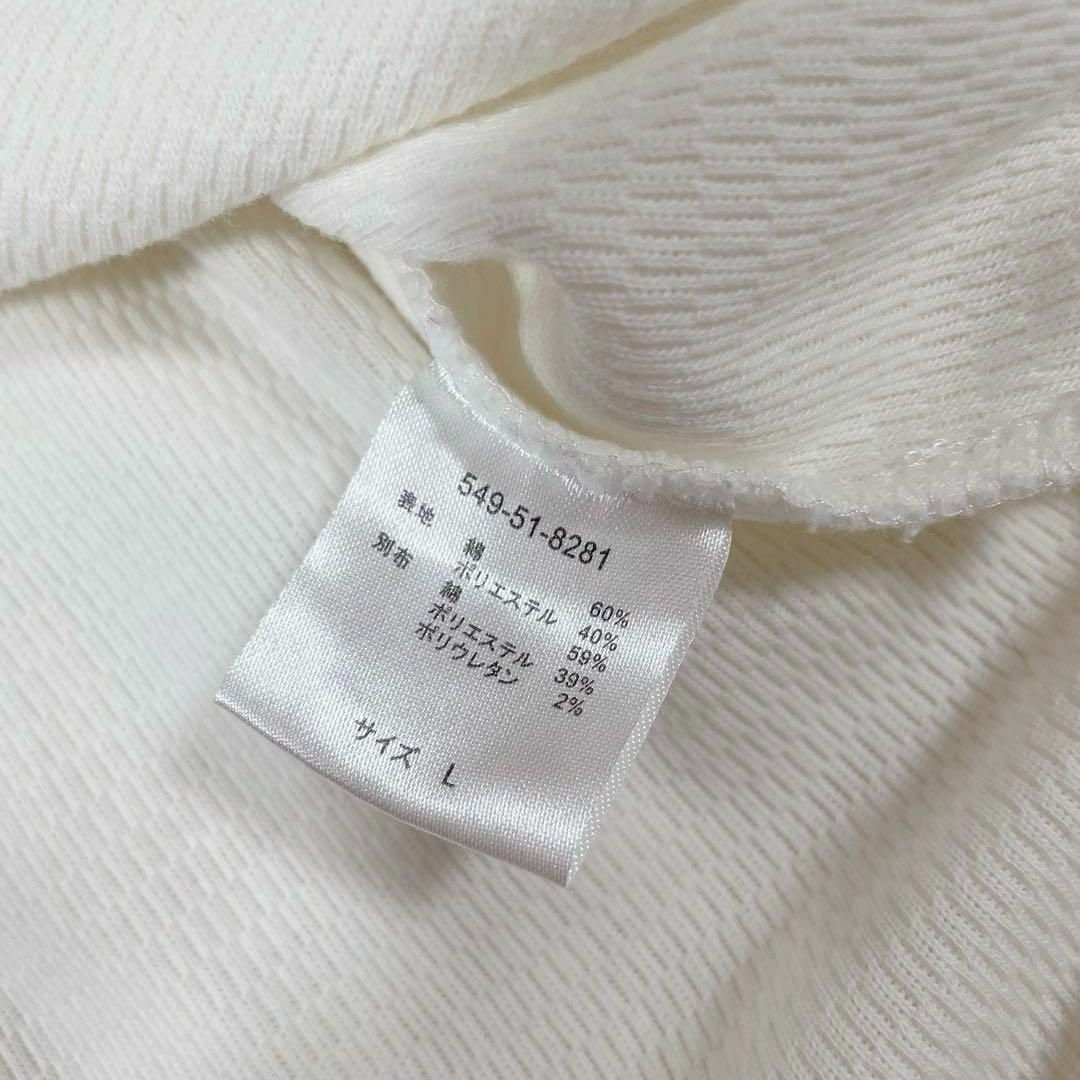 549-51-8281
表地 綿 60%
ポリエステル 40%
別布 綿 59%
ポリエステル 39%
ポリウレタン 2%
サイズ L